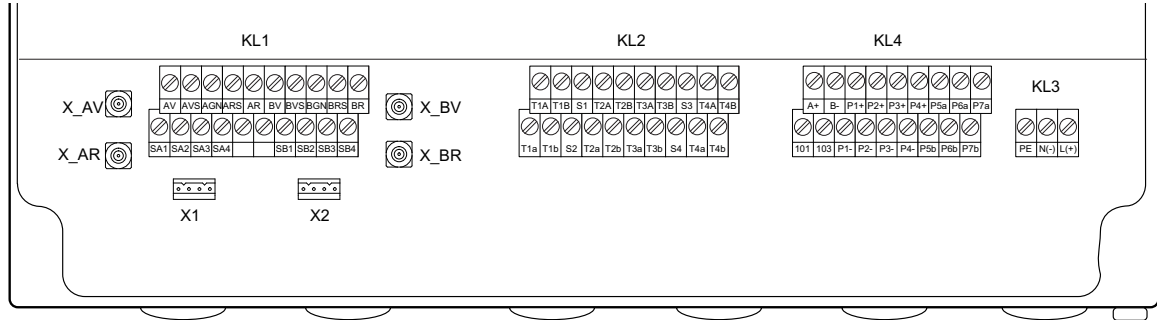 KL1 KL2 KL4
KL3
X_AV AV AVS AGN ARS AR BV BVS BGN BRS BR X_BV T1A T1B S1 T2A T2B T3A T3B S3 T4A T4B A+ B- P1+ P2+ P3+ P4+ P5a P6a P7a
X_AR SA1 SA2 SA3 SA4 SB1 SB2 SB3 SB4 X_BR T1a T1b S2 T2a T2b T3a T3b S4 T4a T4b 101 103 P1- P2- P3- P4- P5b P6b P7b PE N(-) L(+)
X1 X2